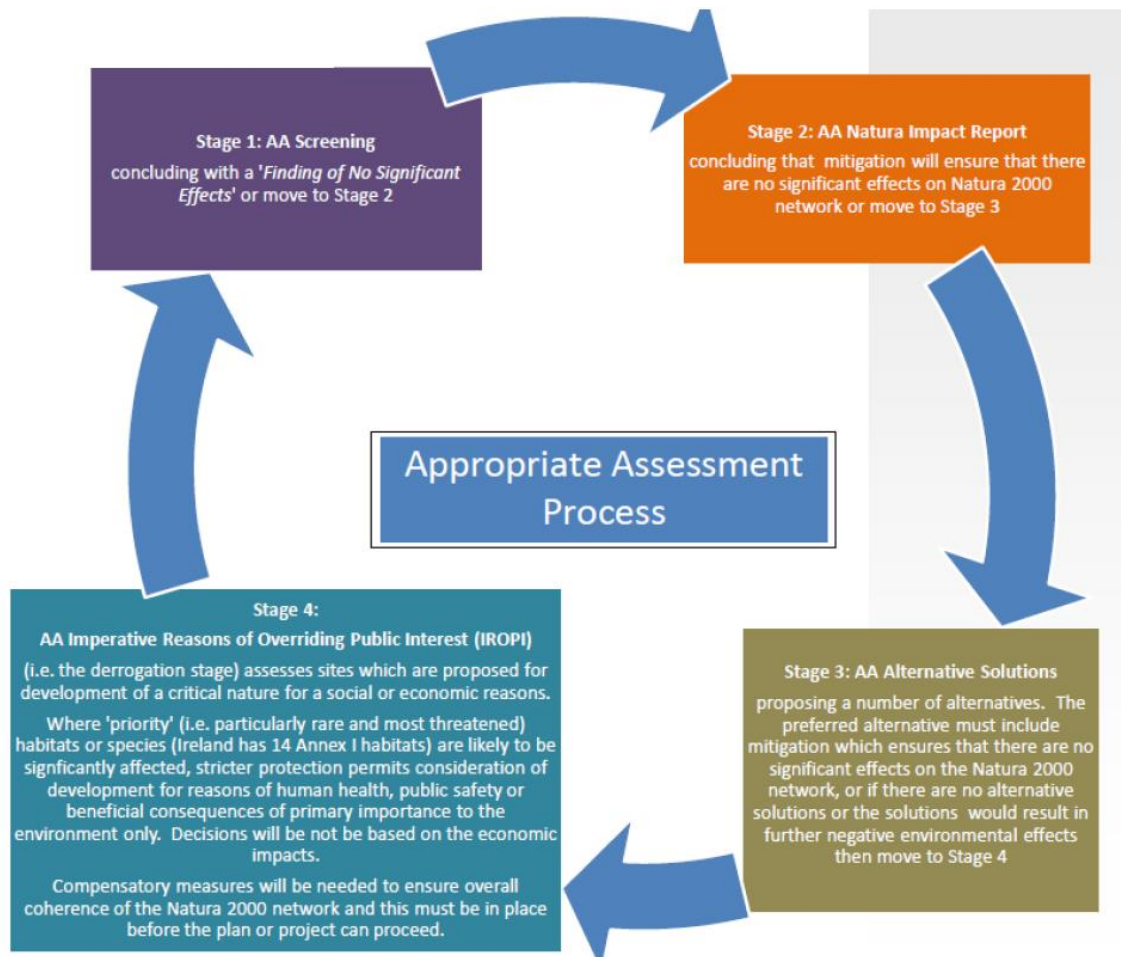 Stage 1: AA Screening
concluding with a 'Finding of No Significant
Effects' or move to Stage 2
Stage 2: AA Natura Impact Report
concluding that mitigation will ensure that there
are no significant effects on Natura 2000
network or move to Stage 3
Appropriate Assessment
Process
Stage 3: AA Alternative Solutions
proposing a number of alternatives. The
preferred alternative must include
mitigation which ensures that there are no
significant effects on the Natura 2000
network, or if there are no alternative
solutions or the solutions would result in
further negative environmental effects
then move to Stage 4
Stage 4:
AA Imperative Reasons of Overriding Public Interest (IROPI)
(i.e. the derrogation stage) assesses sites which are proposed for
development of a critical nature for a social or economic reasons.
Where 'priority' (i.e. particularly rare and most threatened)
habitats or species (Ireland has 14 Annex I habitats) are likely to be
signficantly affected, stricter protection permits consideration of
development for reasons of human health, public safety or
beneficial consequences of primary importance to the
environment only. Decisions will be not be based on the economic
impacts.
Compensatory measures will be needed to ensure overall
coherence of the Natura 2000 network and this must be in place
before the plan or project can proceed.